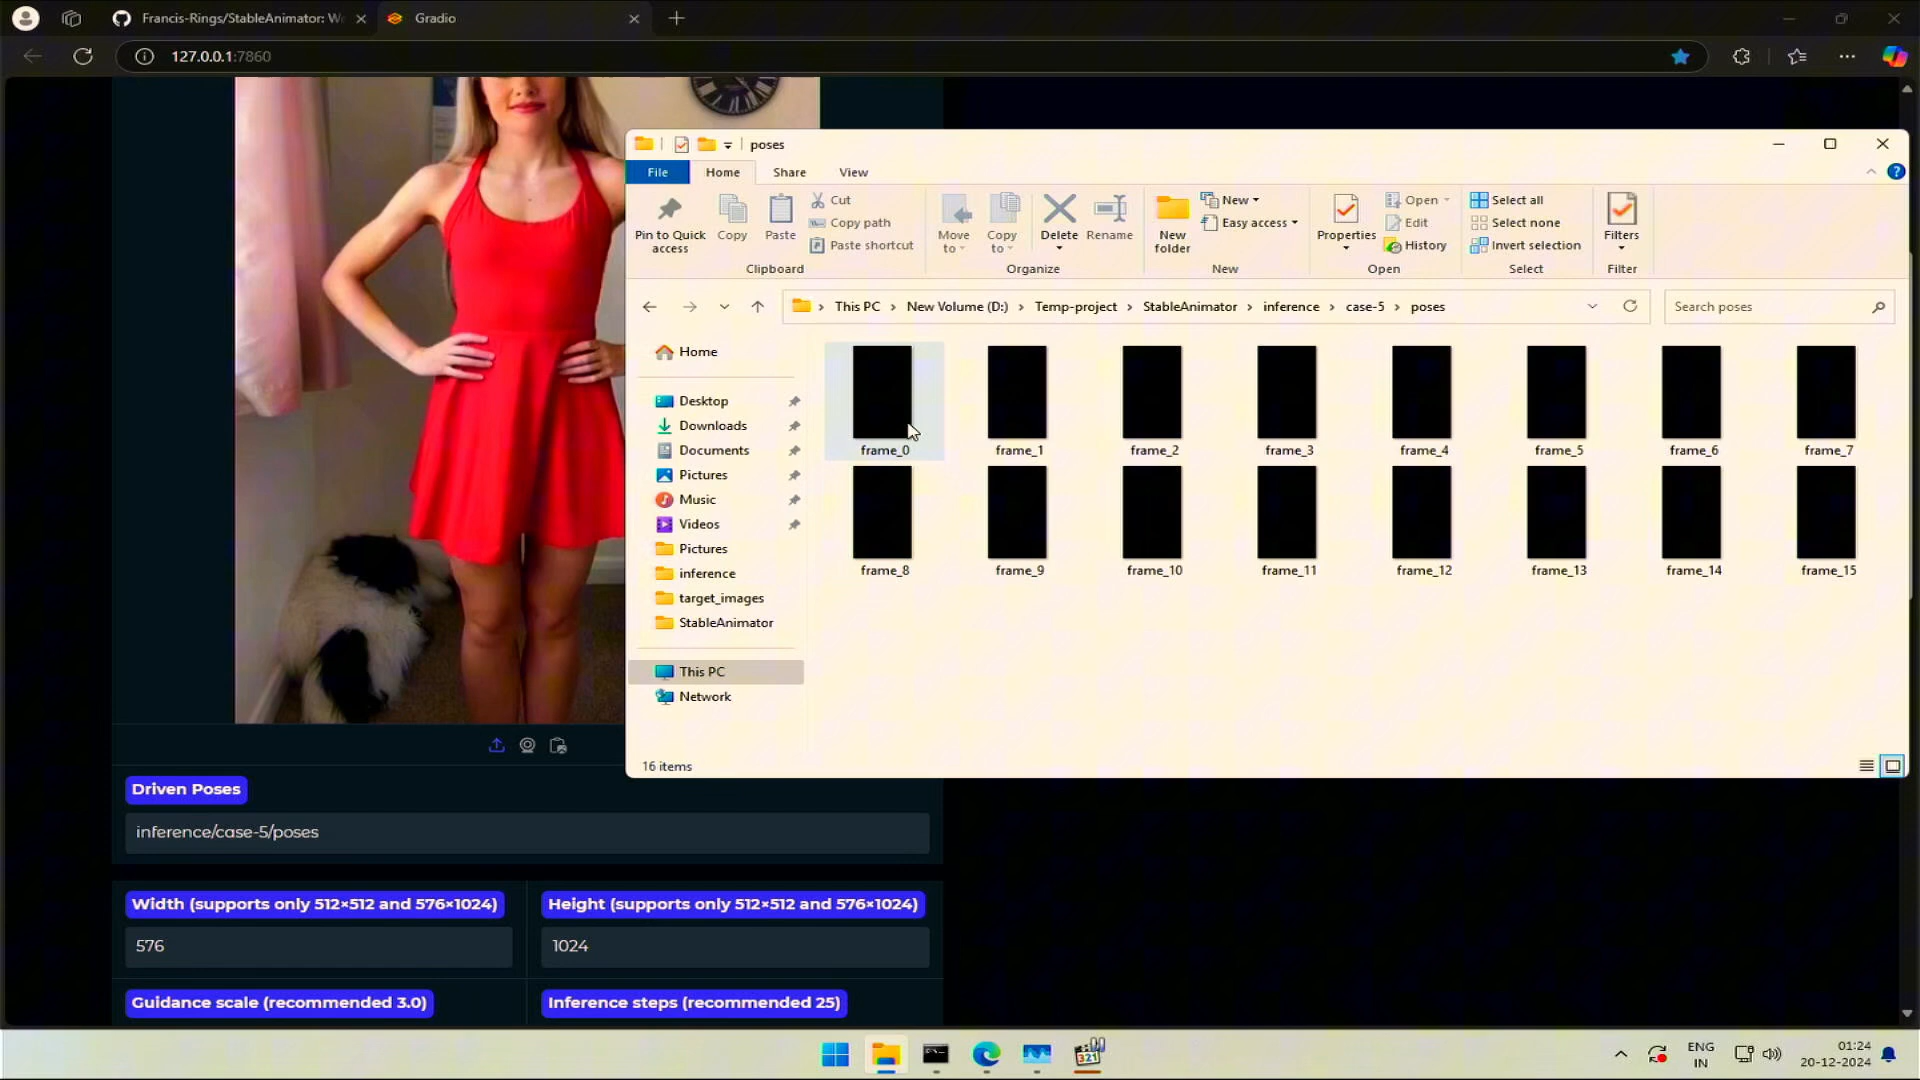 Francis-Rings/StableAnimator: We
Gradio
127.0.0.1:7860
poses
File
Home
Share
View
Pin to Quick access
Copy
Paste
Cut
Copy path
Paste shortcut
Clipboard
Move to
Copy to
Delete
Rename
Organize
New folder
New
Easy access
New
Properties
Open
Edit
History
Open
Select all
Select none
Invert selection
Select
Filters
Filter
This PC > New Volume (D:) > Temp-project > StableAnimator > inference > case-5 > poses
Search poses
Home
Desktop
Downloads
Documents
Pictures
Music
Videos
Pictures
inference
target_images
StableAnimator
This PC
Network
frame_0 frame_1 frame_2 frame_3 frame_4 frame_5 frame_6 frame_7
frame_8 frame_9 frame_10 frame_11 frame_12 frame_13 frame_14 frame_15
16 items
Driven Poses
inference/case-5/poses
Width (supports only 512×512 and 576×1024)
576
Height (supports only 512×512 and 576×1024)
1024
Guidance scale (recommended 3.0)
Inference steps (recommended 25)
321
ENG
IN
01:24
20-12-2024